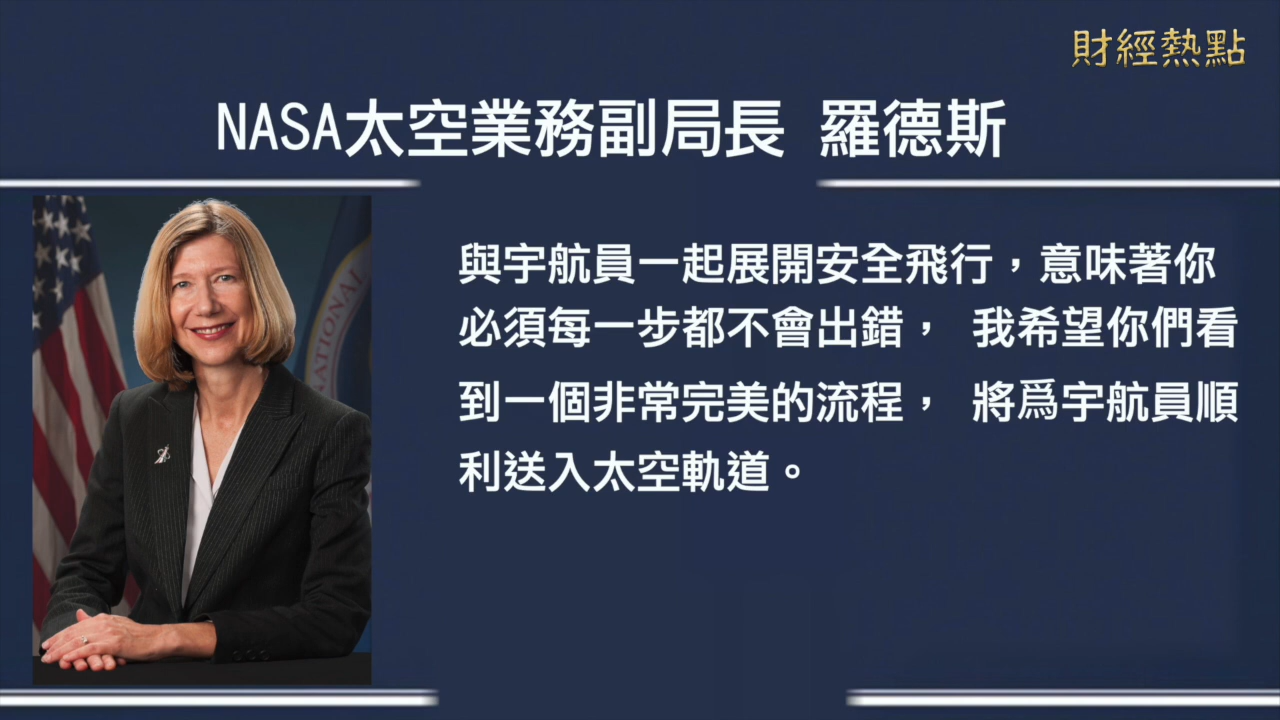 財經熱點
NASA太空業務副局長 羅德斯
與宇航員一起展開安全飛行，意味著你
必須每一步都不會出錯， 我希望你們看
到一個非常完美的流程， 將爲宇航員順
利送入太空軌道。
NATIONAL